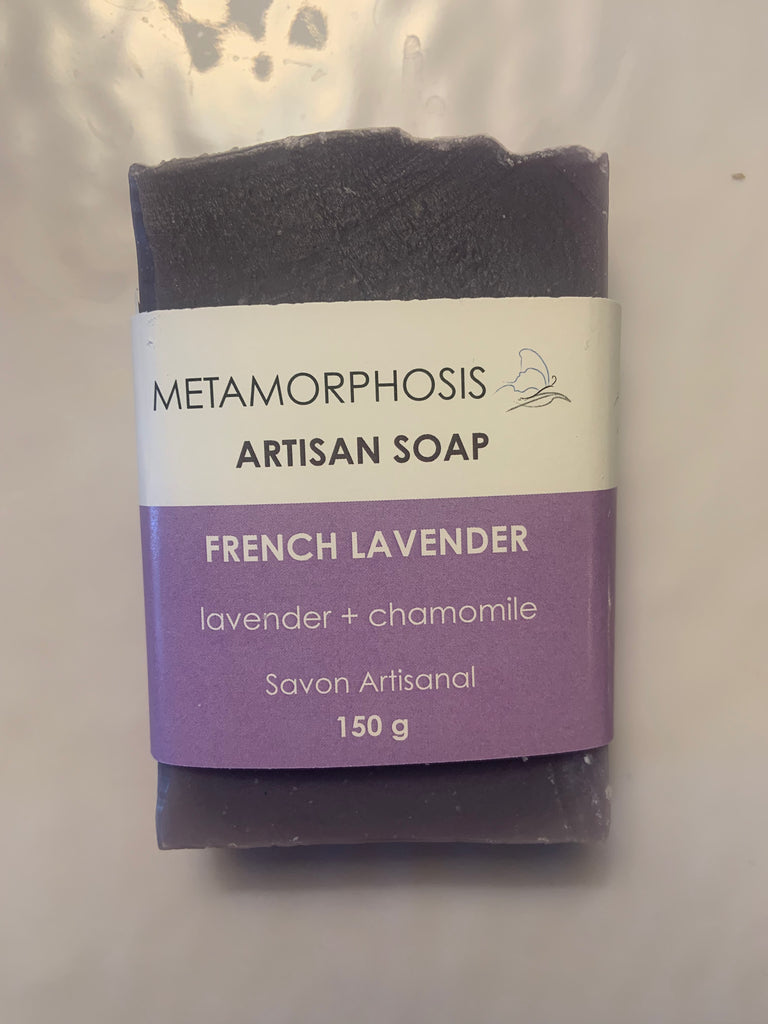 METAMORPHOSIS
ARTISAN SOAP
FRENCH LAVENDER
lavender + chamomile
Savon Artisanal
150 g